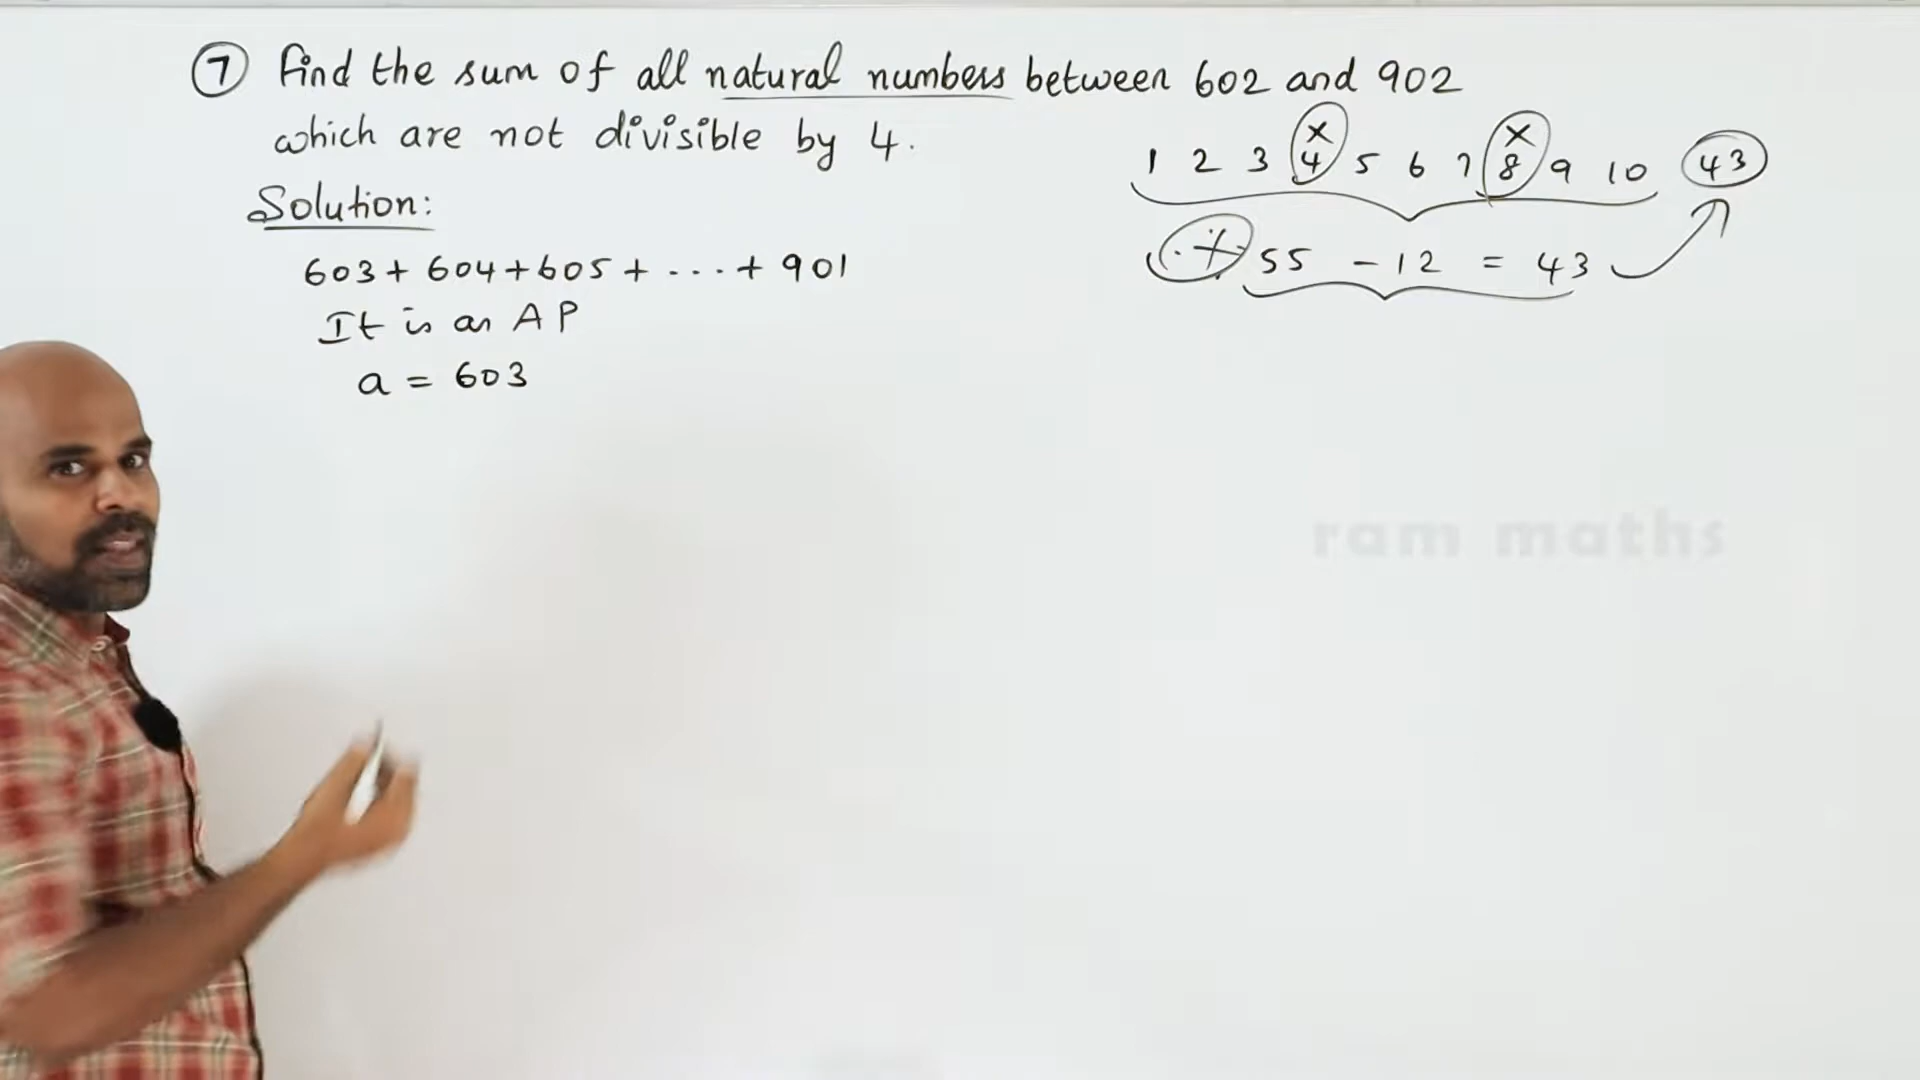 7 Find the sum of all natural numbers between 602 and 902
which are not divisible by 4.
1 2 3 4 5 6 7 8 9 10 43
x x
Solution:
55 - 12 = 43
603 + 604 + 605 + ... + 901
It is an AP
a = 603
ram maths